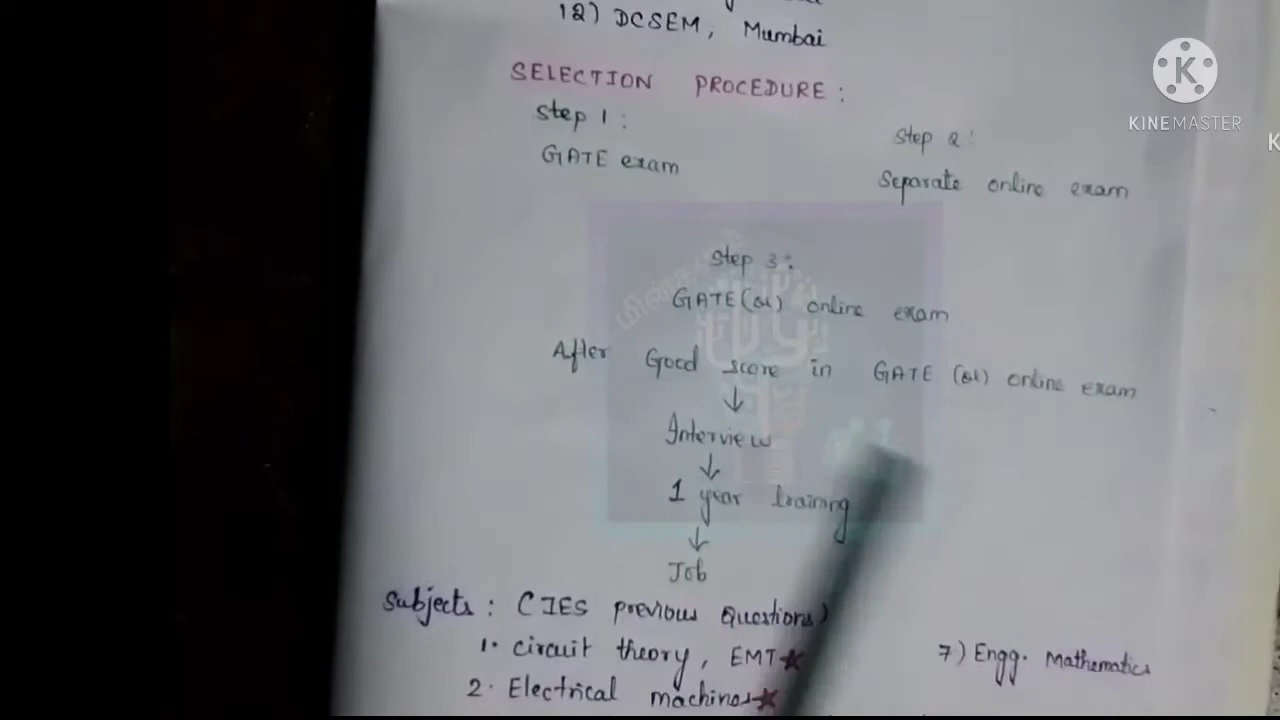 12) DCSEM, Mumbai
SELECTION PROCEDURE:
Step 1:
GATE exam
Step 2:
Separate online exam
Step 3:
GATE (or) online exam
After Good score in GATE (or) online exam
↓
Interview
↓
1 year training
↓
Job
Subjects: (IES previous Questions)
1. Circuit theory, EMT★
2. Electrical machines★
7) Engg. Mathematics
KINEMASTER
K